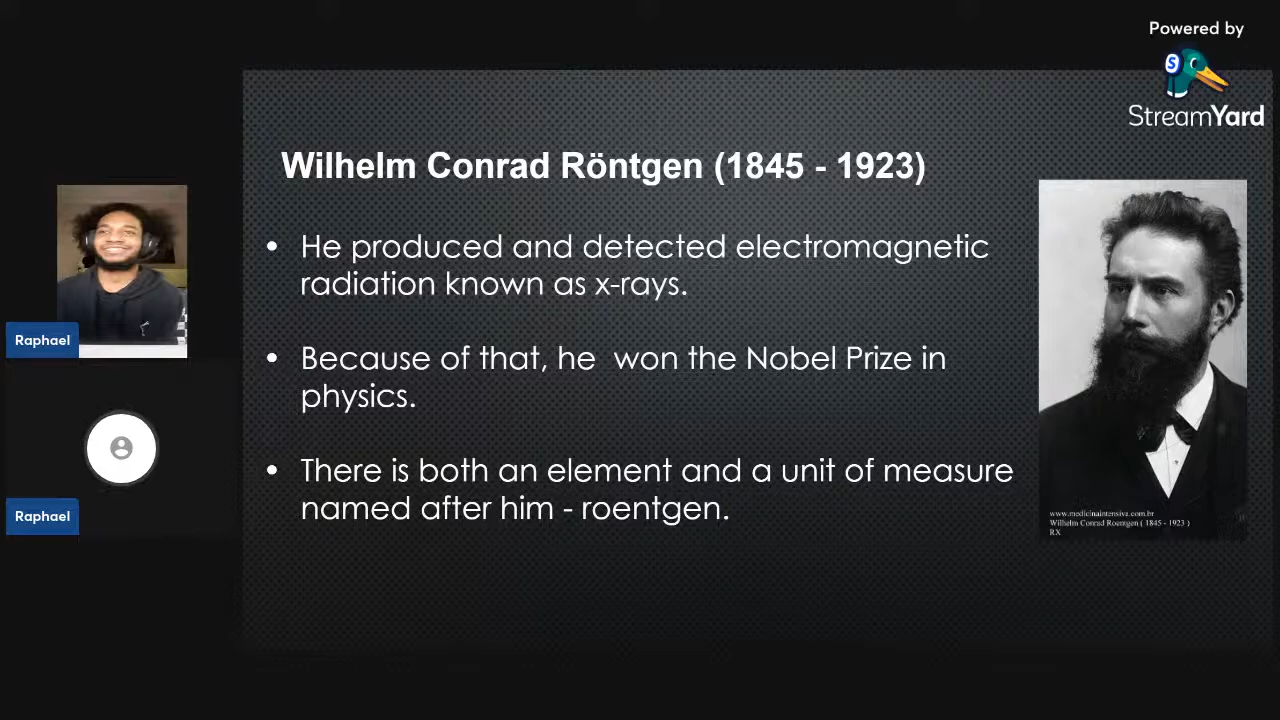 Powered by
S
StreamYard
Wilhelm Conrad Röntgen (1845 - 1923)
• He produced and detected electromagnetic
radiation known as x-rays.
• Because of that, he  won the Nobel Prize in
physics.
• There is both an element and a unit of measure
named after him - roentgen.
www.medicinaintensiva.com.br
Wilhelm Conrad Roentgen ( 1845 - 1923 )
RX
Raphael
Raphael